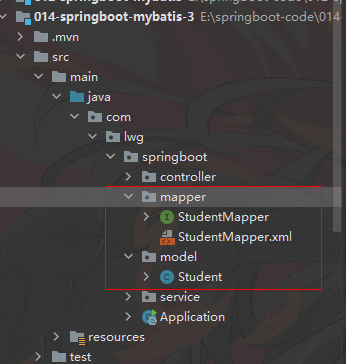 014-springboot-mybatis-3 E:\springboot-code\014
.mvn
src
main
java
com
lwg
springboot
controller
mapper
StudentMapper
StudentMapper.xml
model
Student
service
Application
resources
test